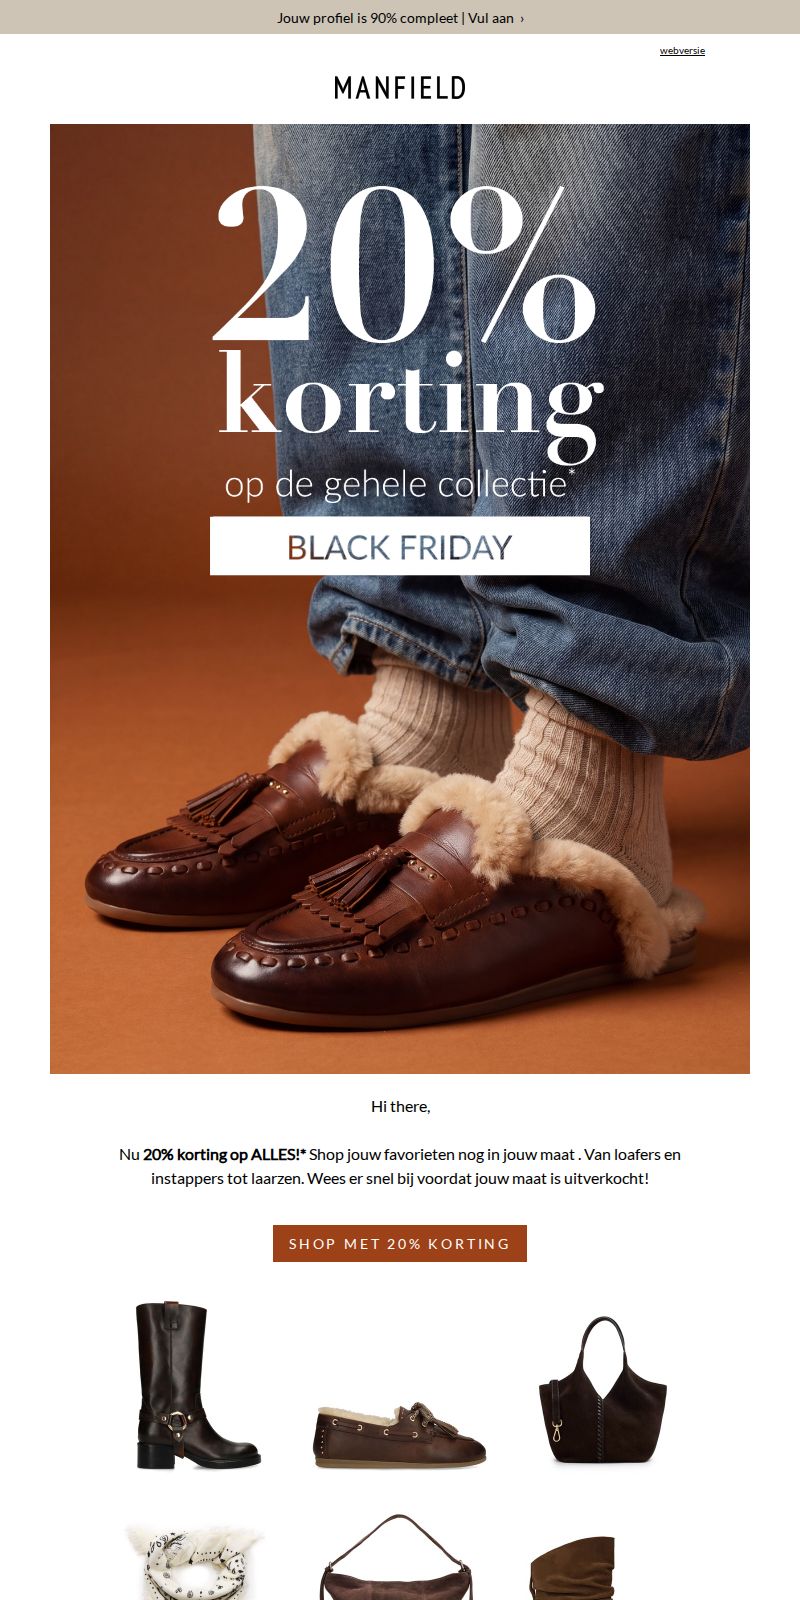 Jouw profiel is 90% compleet | Vul aan ›
webversie
MANFIELD
20%
korting
op de gehele collectie*
BLACK FRIDAY
Hi there,
Nu 20% korting op ALLES!* Shop jouw favorieten nog in jouw maat . Van loafers en
instappers tot laarzen. Wees er snel bij voordat jouw maat is uitverkocht!
SHOP MET 20% KORTING